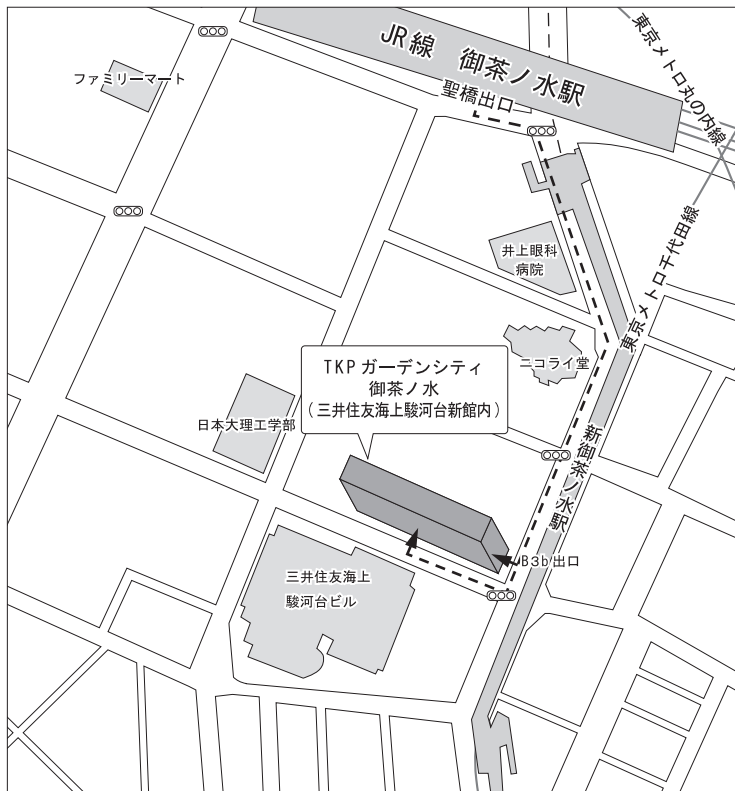 JR線 御茶ノ水駅
聖橋出口
東京メトロ丸の内線
ファミリーマート
東京メトロ千代田線
井上眼科
病院
ニコライ堂
TKP ガーデンシティ
御茶ノ水
(三井住友海上駿河台新館内)
日本大理工学部
新御茶ノ水駅
B3b出口
三井住友海上
駿河台ビル